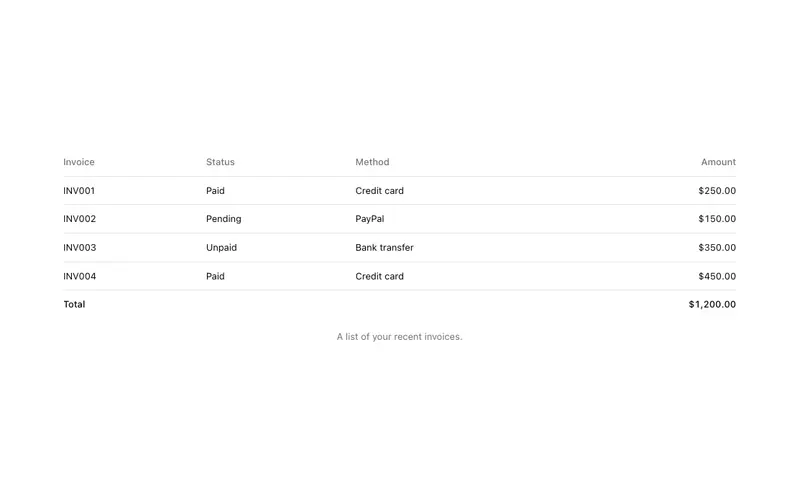 Invoice Status Method Amount
INV001 Paid Credit card $250.00
INV002 Pending PayPal $150.00
INV003 Unpaid Bank transfer $350.00
INV004 Paid Credit card $450.00
Total $1,200.00
A list of your recent invoices.